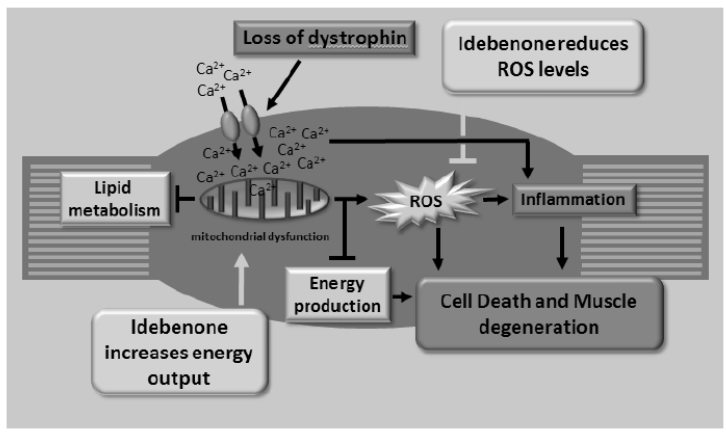 Loss of dystrophin
Idebenone reduces
ROS levels
Ca²⁺
Ca²⁺
Ca²⁺
Ca²⁺ Ca²⁺
Ca²⁺
Ca²⁺
Ca²⁺ Ca²⁺ Ca²⁺
Ca²⁺
Ca²⁺
Lipid
metabolism
ROS
Inflammation
mitochondrial dysfunction
Energy
production
Cell Death and Muscle
degeneration
Idebenone
increases energy
output